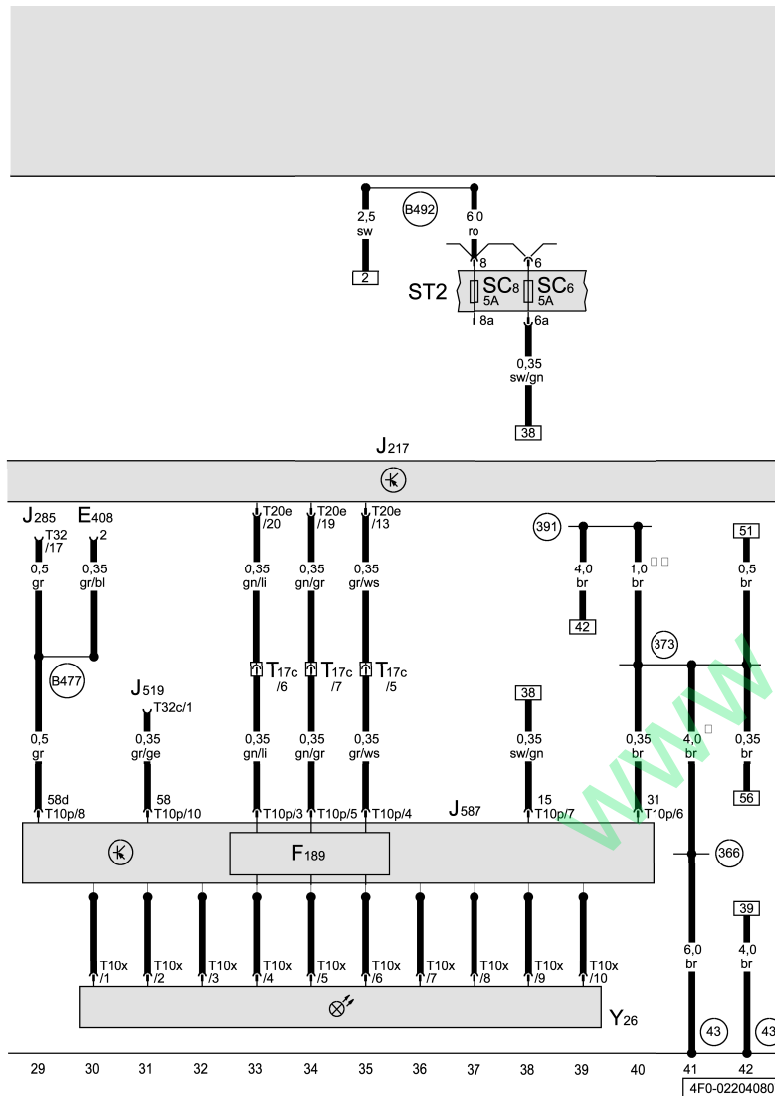 2,5
sw
B492
6 0
ro
2
8
6
ST2
SC8
5A
SC6
5A
8a
6a
0,35
sw/gn
38
J217
J285
E408
T32
/17
2
T20e
/20
T20e
/19
T20e
/13
391
51
0,5
gr
0,35
gr/bl
0,35
gn/li
0,35
gn/gr
0,35
gr/ws
4,0
br
1,0
br
0,5
br
42
373
B477
T17c
/6
T17c
/7
T17c
/5
J519
T32c/1
38
0,5
gr
0,35
gr/ge
0,35
gn/li
0,35
gn/gr
0,35
gr/ws
0,35
sw/gn
0,35
br
4,0
br
0,35
br
56
58d
T10p/8
58
T10p/10
T10p/3
T10p/5
T10p/4
J587
15
T10p/7
31
T10p/6
F189
366
39
T10x
/1
T10x
/2
T10x
/3
T10x
/4
T10x
/5
T10x
/6
T10x
/7
T10x
/8
T10x
/9
T10x
/10
6,0
br
4,0
br
Y26
43
43
29 30 31 32 33 34 35 36 37 38 39 40 41 42
4F0-02204080
www